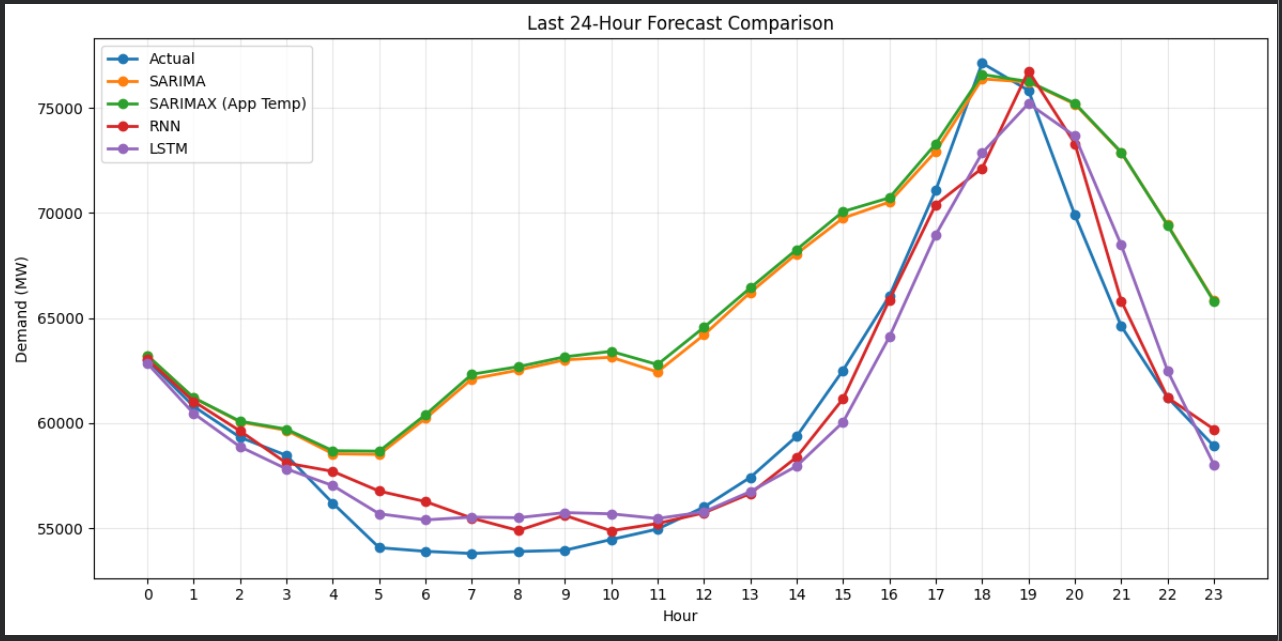 Last 24-Hour Forecast Comparison
Actual
SARIMA
SARIMAX (App Temp)
RNN
LSTM
75000
70000
65000
60000
55000
Demand (MW)
0 1 2 3 4 5 6 7 8 9 10 11 12 13 14 15 16 17 18 19 20 21 22 23
Hour